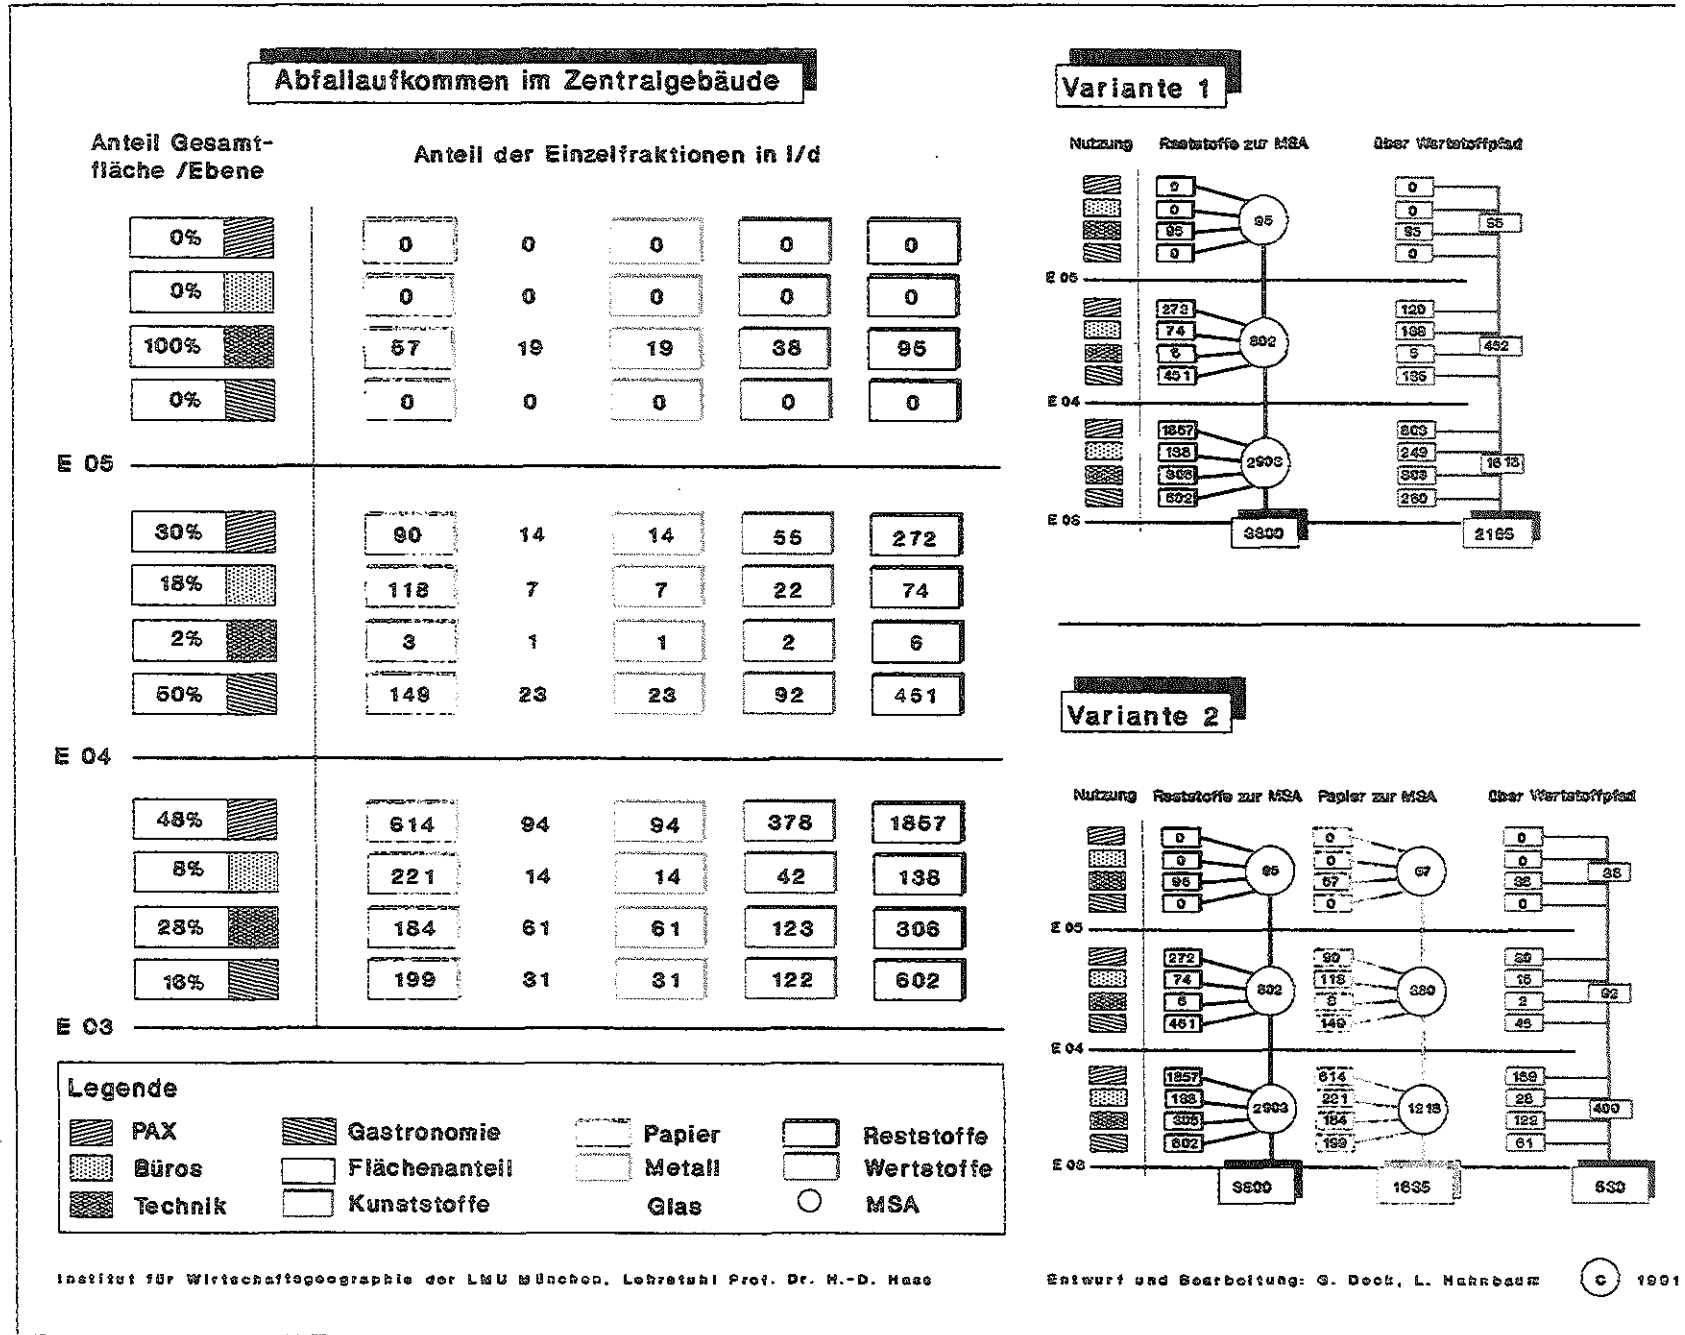 Abfallaufkommen im Zentralgebäude
Anteil Gesamt-
fläche /Ebene
Anteil der Einzelfraktionen in l/d
0% 0 0 0 0 0
0% 0 0 0 0 0
100% 57 19 19 38 95
0% 0 0 0 0 0
E 05
30% 90 14 14 55 272
18% 118 7 7 22 74
2% 3 1 1 2 6
50% 149 23 23 92 451
E 04
48% 614 94 94 378 1857
8% 221 14 14 42 138
28% 184 61 61 123 306
16% 199 31 31 122 602
E 03
Legende
PAX Gastronomie Papier Reststoffe
Büros Flächenanteil Metall Wertstoffe
Technik Kunststoffe Glas MSA
Institut für Wirtschaftsgeographie der LMU München, Lehrstuhl Prof. Dr. H.-D. Haas
Variante 1
Nutzung Reststoffe zur MSA über Wertstoffpfad
0 0
0 0
95 95
0 0
95
E 05
272 120
74 138
6
451 135
802 452
E 04
1857 803
138 249
602 260
2903 1613
3800 2165
Variante 2
Nutzung Reststoffe zur MSA Papier zur MSA über Wertstoffpfad
0 0 0
0 0 0
95 57 38
0 0 0
95 57 38
E 05
272 90
74 118 15
6 2
451 149 45
802 92
E 04
1857 614 189
221 28
184 122
602 199 61
2903 400
E 03
3800 1635 530
Entwurf und Bearbeitung: G. Dock, L. Hahnbaum c 1991